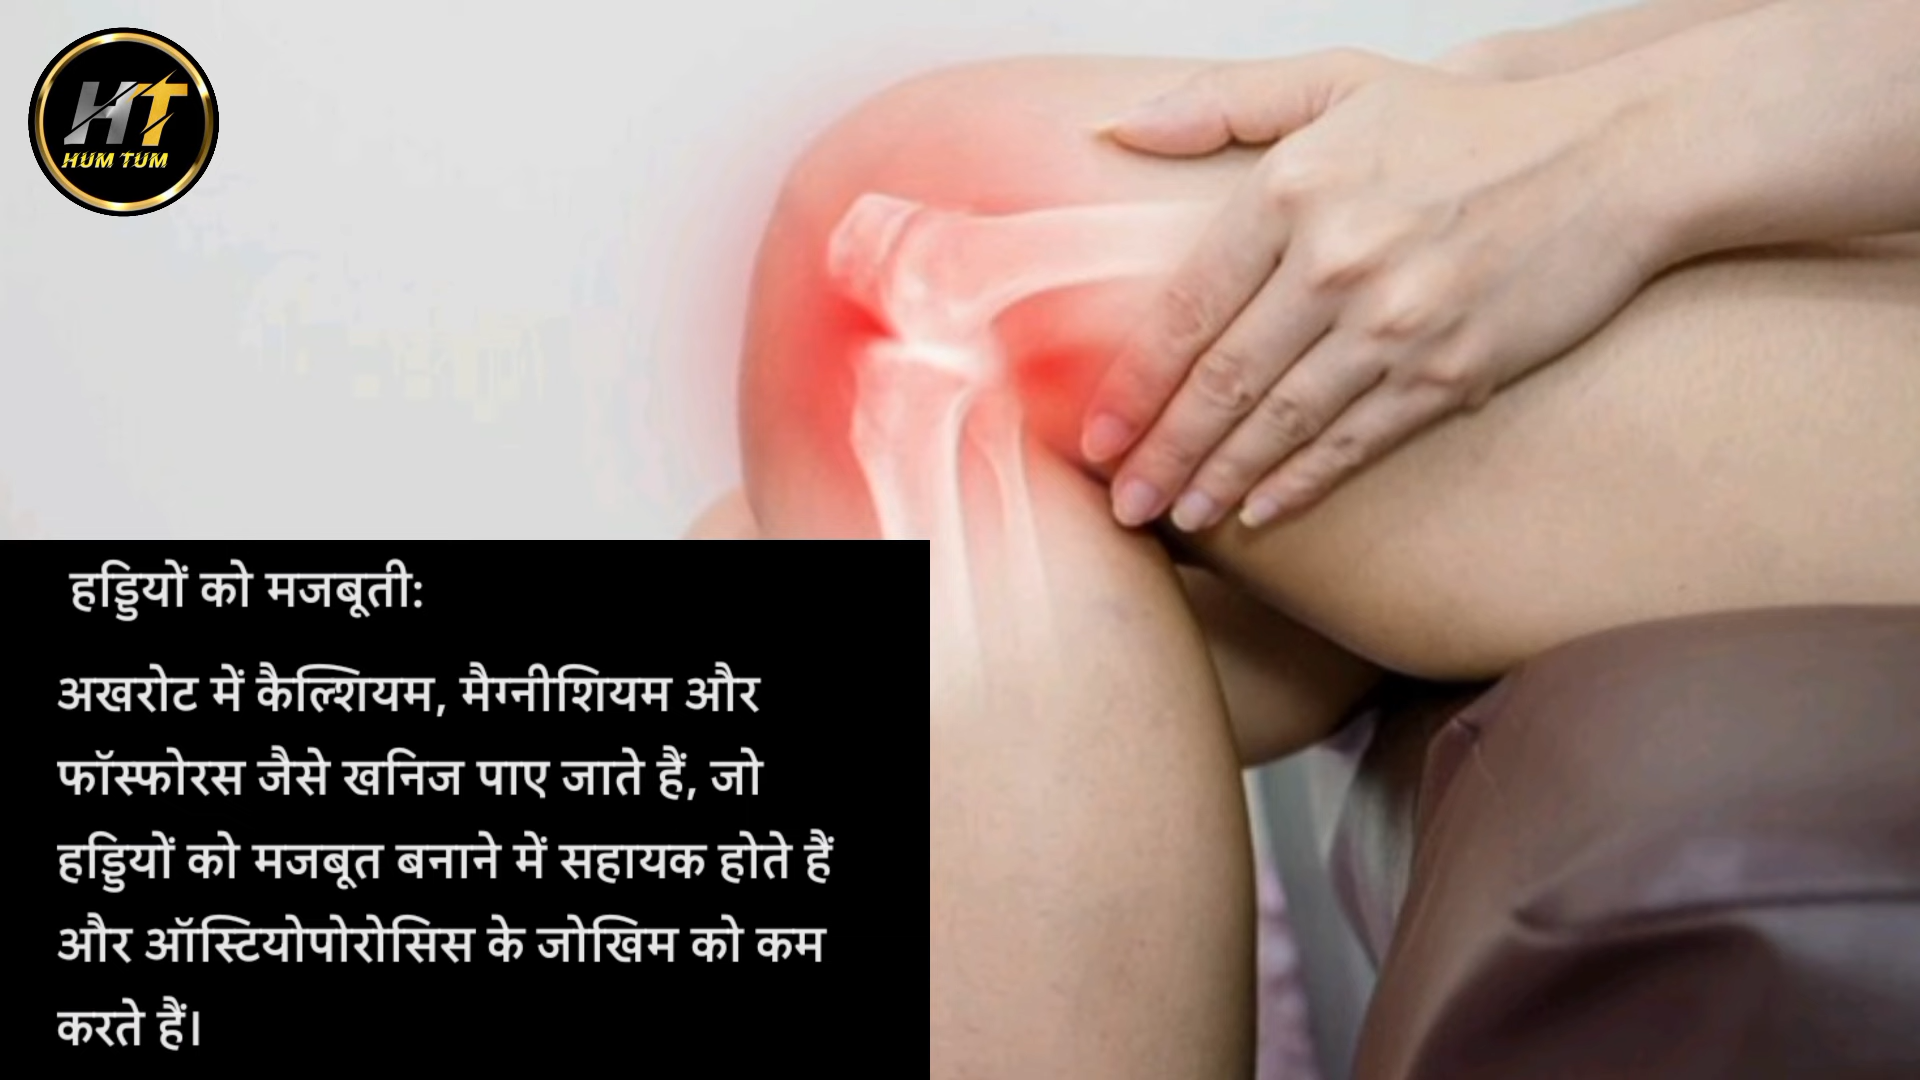 HT
HUM TUM
हड्डियों को मजबूती:
अखरोट में कैल्शियम, मैग्नीशियम और
फॉस्फोरस जैसे खनिज पाए जाते हैं, जो
हड्डियों को मजबूत बनाने में सहायक होते हैं
और ऑस्टियोपोरोसिस के जोखिम को कम
करते हैं।